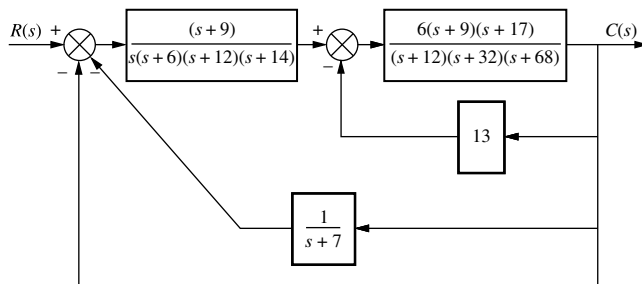 R(s) + − − (s + 9) + − 6(s + 9)(s + 17) C(s)
s(s + 6)(s + 12)(s + 14) (s + 12)(s + 32)(s + 68)
13
1
s + 7